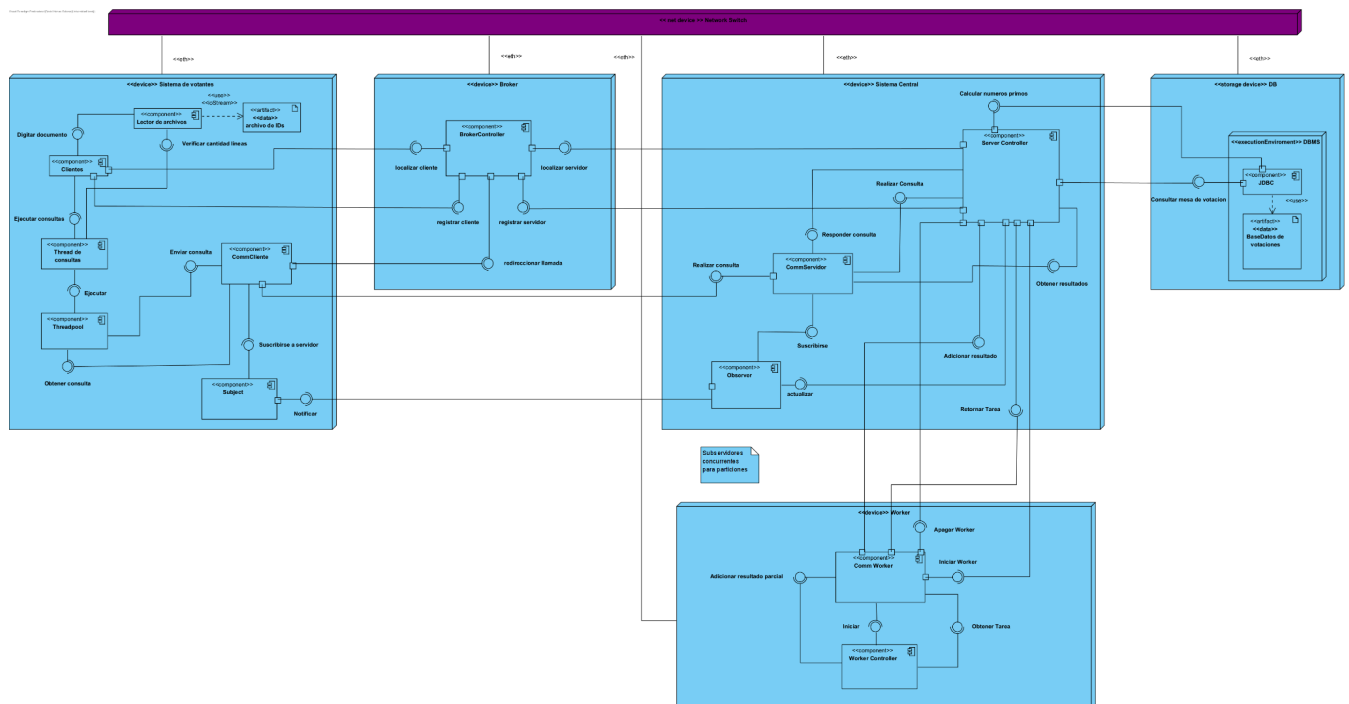 << net device >> Network Switch
<<eth>>
<<eth>>
<<eth>>
<<eth>>
<<eth>>
<<device>> Sistema de votantes
<<use>>
<<ioStream>>
<<component>>
Lector de archivos
<<artifact>>
<<data>>
archivo de IDs
Digitar documento
Verificar cantidad lineas
<<component>>
Clientes
Ejecutar consultas
<<component>>
Thread de
consultas
Enviar consulta
<<component>>
CommCliente
Ejecutar
<<component>>
Threadpool
Suscribirse a servidor
Obtener consulta
<<component>>
Subject
Notificar
<<device>> Broker
<<component>>
BrokerController
localizar cliente
localizar servidor
registrar cliente
registrar servidor
redireccionar llamada
<<device>> Sistema Central
Calcular numeros primos
<<component>>
Server Controller
Realizar Consulta
Responder consulta
Realizar consulta
<<component>>
CommServidor
Obtener resultados
Suscribirse
Adicionar resultado
<<component>>
Observer
actualizar
Retornar Tarea
<<storage device>> DB
<<executionEnviroment>> DBMS
<<component>>
JDBC
Consultar mesa de votacion
<<use>>
<<artifact>>
<<data>>
BaseDatos de
votaciones
Subservidores
concurrentes
para particiones
<<device>> Worker
Apagar Worker
<<component>>
Comm Worker
Iniciar Worker
Adicionar resultado parcial
Iniciar
Obtener Tarea
<<component>>
Worker Controller